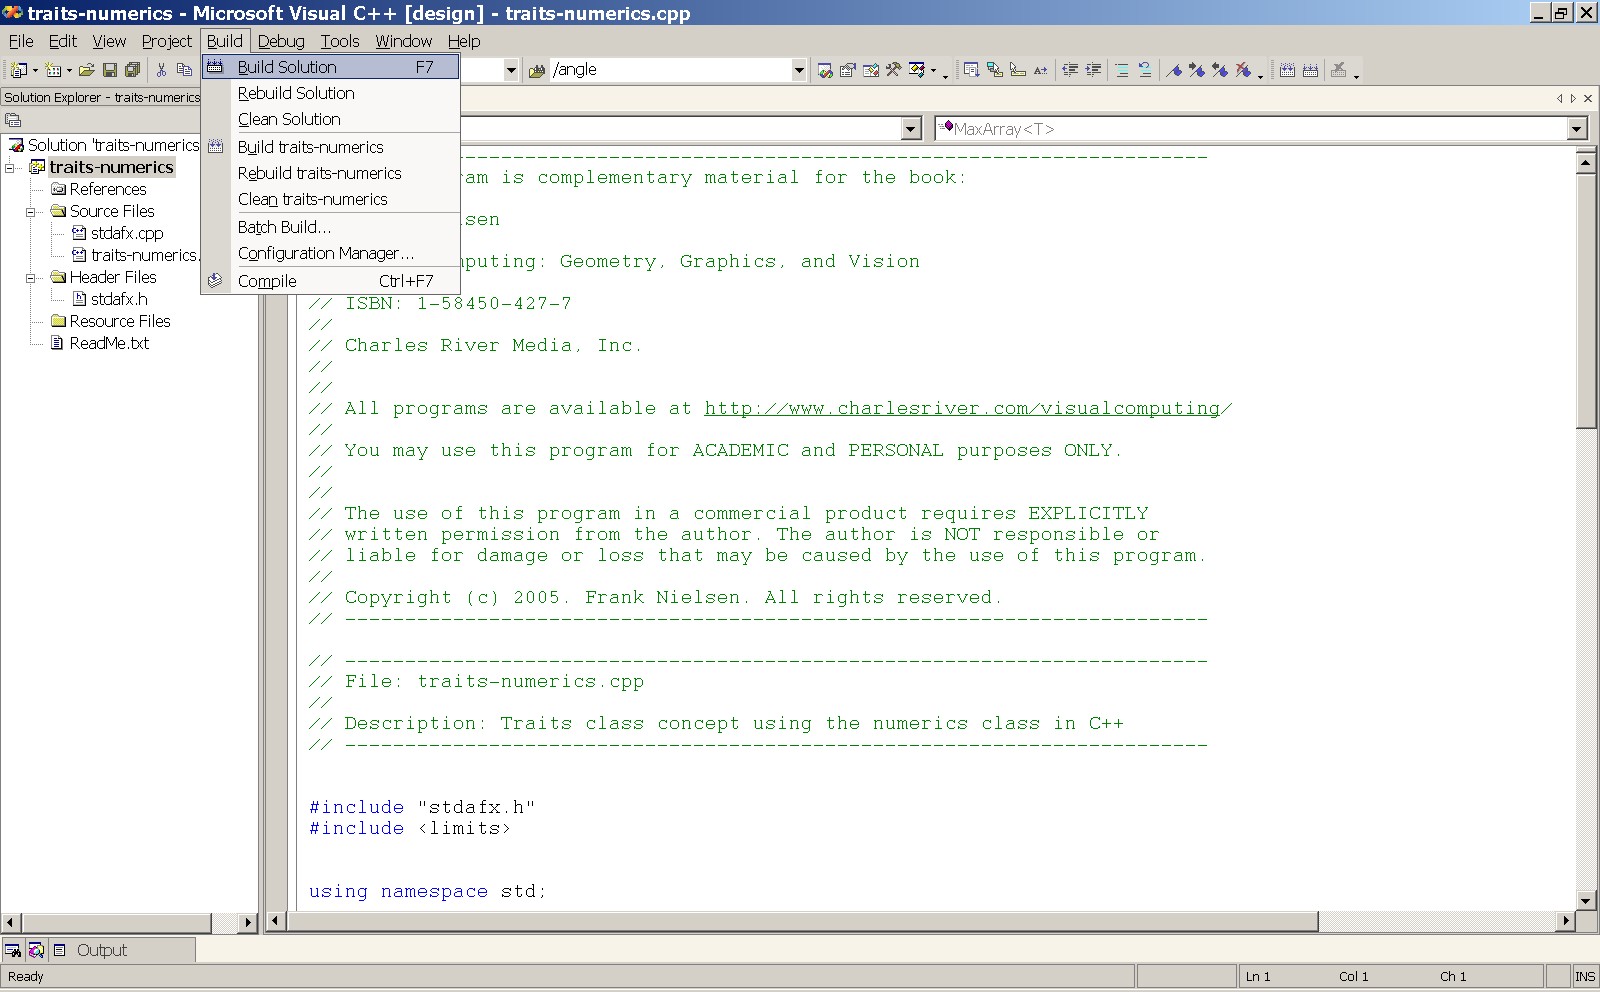 traits-numerics - Microsoft Visual C++ [design] - traits-numerics.cpp
File Edit View Project Build Debug Tools Window Help
/angle
Solution Explorer - traits-numerics
Solution 'traits-numerics
traits-numerics
References
Source Files
stdafx.cpp
traits-numerics.
Header Files
stdafx.h
Resource Files
ReadMe.txt
Build Solution F7
Rebuild Solution
Clean Solution
Build traits-numerics
Rebuild traits-numerics
Clean traits-numerics
Batch Build...
Configuration Manager...
Compile Ctrl+F7
MaxArray<T>
------------------------------------------------------------------------
am is complementary material for the book:
sen
puting: Geometry, Graphics, and Vision
// ISBN: 1-58450-427-7
//
// Charles River Media, Inc.
//
//
// All programs are available at http://www.charlesriver.com/visualcomputing/
//
// You may use this program for ACADEMIC and PERSONAL purposes ONLY.
//
//
// The use of this program in a commercial product requires EXPLICITLY
// written permission from the author. The author is NOT responsible or
// liable for damage or loss that may be caused by the use of this program.
//
// Copyright (c) 2005. Frank Nielsen. All rights reserved.
// ------------------------------------------------------------------------
// ------------------------------------------------------------------------
// File: traits-numerics.cpp
//
// Description: Traits class concept using the numerics class in C++
// ------------------------------------------------------------------------
#include "stdafx.h"
#include <limits>
using namespace std;
Output
Ready Ln 1 Col 1 Ch 1 INS